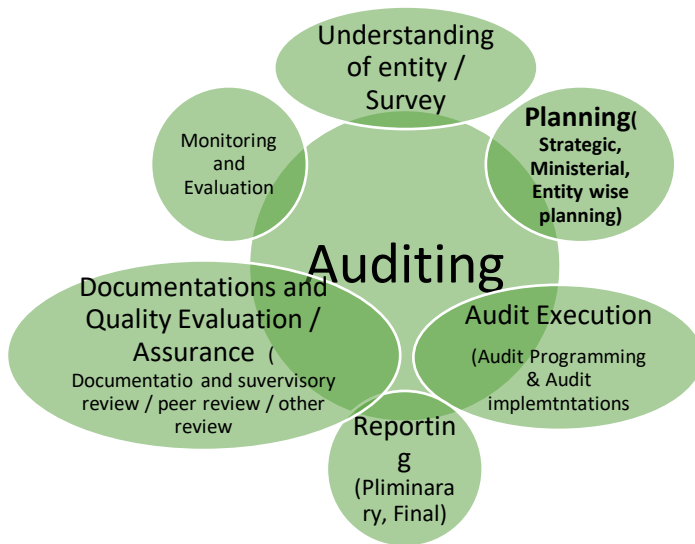 Understanding
of entity /
Survey
Planning(
Strategic,
Ministerial,
Entity wise
planning)
Monitoring
and
Evaluation
Auditing
Documentations and
Quality Evaluation /
Assurance (
Documentatio and suvervisory
review / peer review / other
review
Audit Execution
(Audit Programming
& Audit
implemtntations
Reportin
g
(Pliminara
ry, Final)